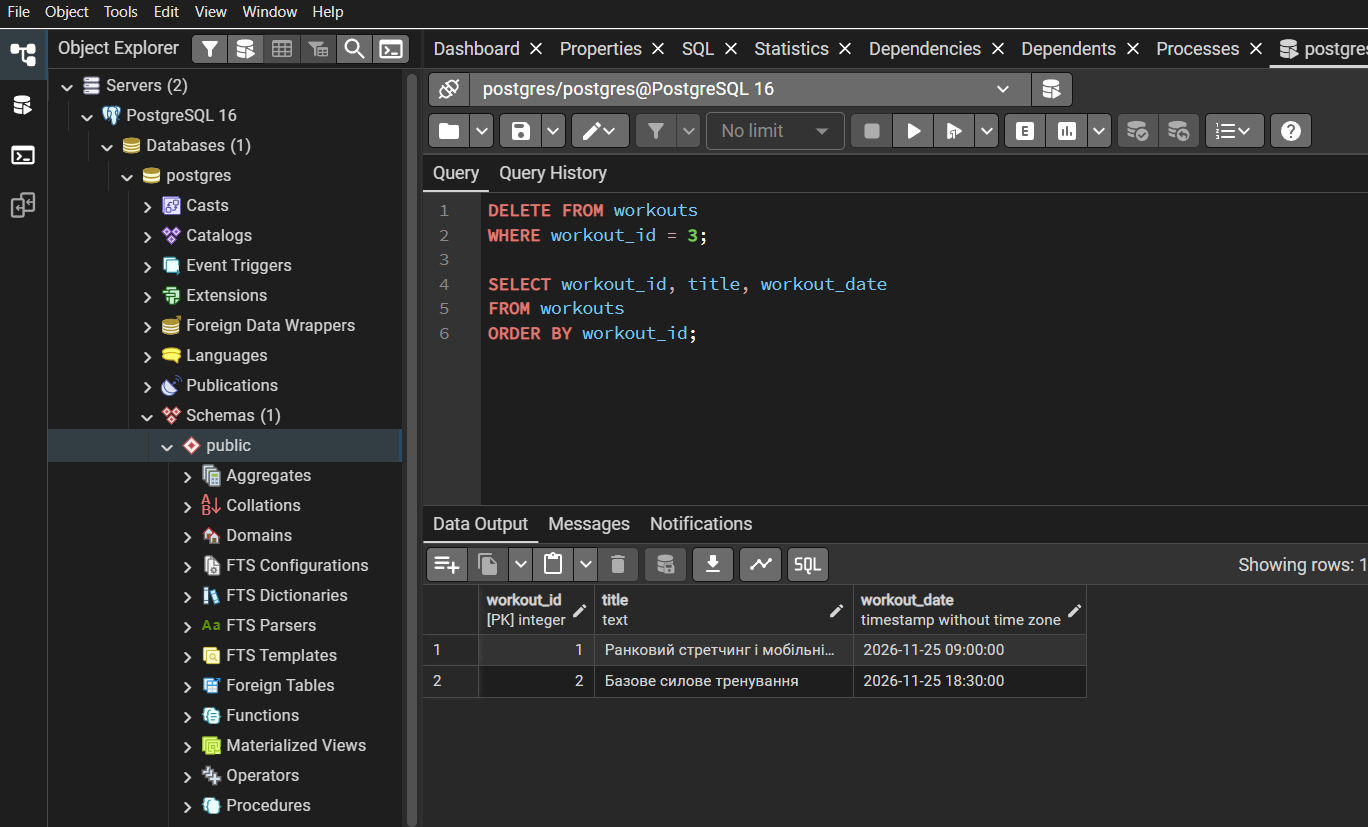 File Object Tools Edit View Window Help
Object Explorer
Dashboard Properties SQL Statistics Dependencies Dependents Processes postgres
Servers (2)
PostgreSQL 16
Databases (1)
postgres
Casts
Catalogs
Event Triggers
Extensions
Foreign Data Wrappers
Languages
Publications
Schemas (1)
public
Aggregates
Collations
Domains
FTS Configurations
FTS Dictionaries
Aa FTS Parsers
FTS Templates
Foreign Tables
Functions
Materialized Views
Operators
Procedures
postgres/postgres@PostgreSQL 16
No limit
E
Query Query History
1 DELETE FROM workouts
2 WHERE workout_id = 3;
3
4 SELECT workout_id, title, workout_date
5 FROM workouts
6 ORDER BY workout_id;
Data Output Messages Notifications
SQL
Showing rows: 1
workout_id title workout_date
[PK] integer text timestamp without time zone
1 1 Ранковий стретчинг і мобільні... 2026-11-25 09:00:00
2 2 Базове силове тренування 2026-11-25 18:30:00